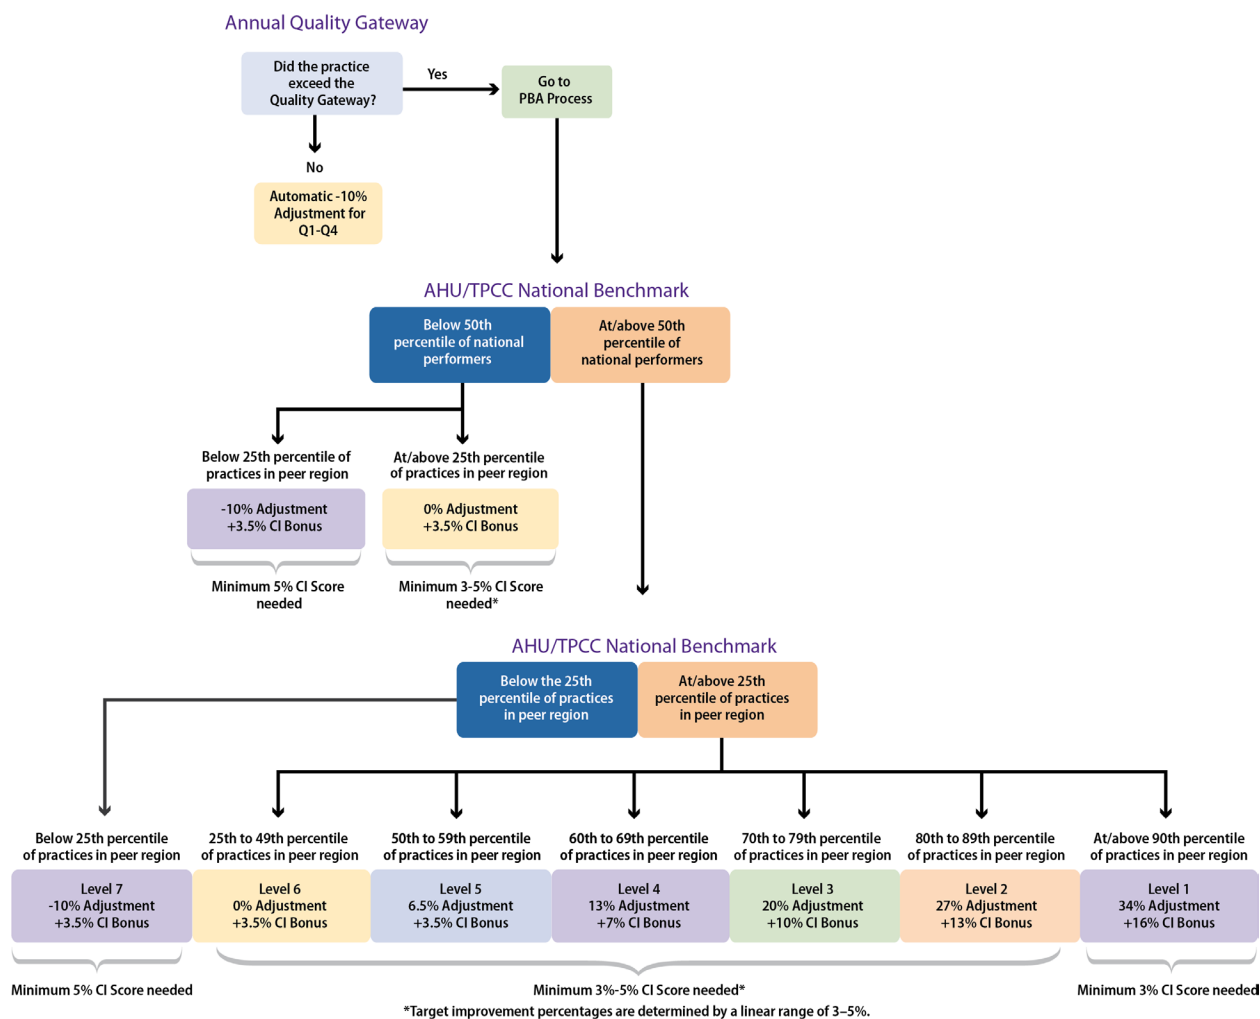 Annual Quality Gateway
Did the practice
exceed the
Quality Gateway?
Yes
Go to
PBA Process
No
Automatic -10%
Adjustment for
Q1-Q4
AHU/TPCC National Benchmark
Below 50th
percentile of national
performers
At/above 50th
percentile of
national performers
Below 25th percentile of
practices in peer region
At/above 25th percentile
of practices in peer region
-10% Adjustment
+3.5% CI Bonus
0% Adjustment
+3.5% CI Bonus
Minimum 5% CI Score
needed
Minimum 3-5% CI Score
needed*
AHU/TPCC National Benchmark
Below the 25th
percentile of practices
in peer region
At/above 25th
percentile of practices
in peer region
Below 25th percentile
of practices in peer region
Level 7
-10% Adjustment
+3.5% CI Bonus
25th to 49th percentile
of practices in peer region
Level 6
0% Adjustment
+3.5% CI Bonus
50th to 59th percentile
of practices in peer region
Level 5
6.5% Adjustment
+3.5% CI Bonus
60th to 69th percentile
of practices in peer region
Level 4
13% Adjustment
+7% CI Bonus
70th to 79th percentile
of practices in peer region
Level 3
20% Adjustment
+10% CI Bonus
80th to 89th percentile
of practices in peer region
Level 2
27% Adjustment
+13% CI Bonus
At/above 90th percentile
of practices in peer region
Level 1
34% Adjustment
+16% CI Bonus
Minimum 5% CI Score needed
Minimum 3%-5% CI Score needed*
Minimum 3% CI Score needed
*Target improvement percentages are determined by a linear range of 3–5%.